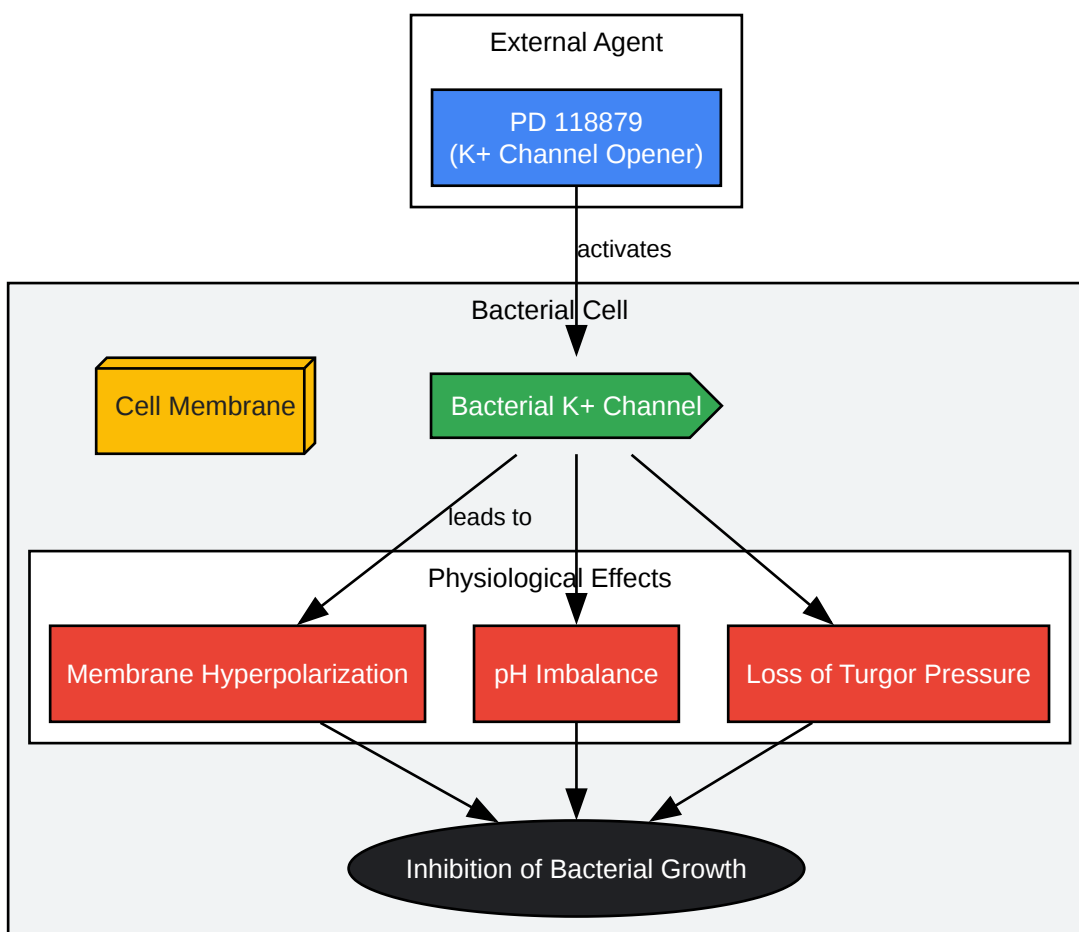 External Agent
PD 118879
(K+ Channel Opener)
activates
Bacterial Cell
Cell Membrane
Bacterial K+ Channel
leads to
Physiological Effects
Membrane Hyperpolarization
pH Imbalance
Loss of Turgor Pressure
Inhibition of Bacterial Growth